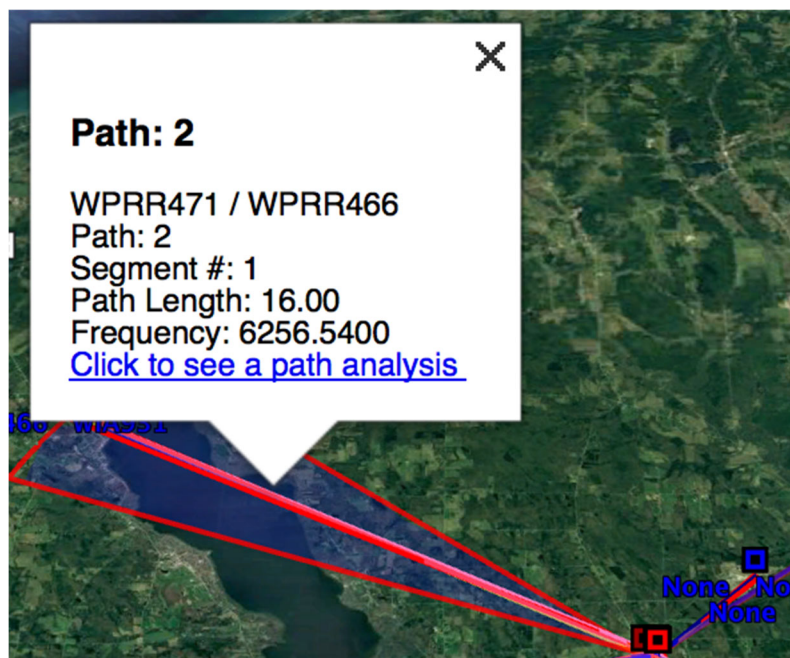 Path: 2
WPRR471 / WPRR466
Path: 2
Segment #: 1
Path Length: 16.00
Frequency: 6256.5400
Click to see a path analysis
None No
None